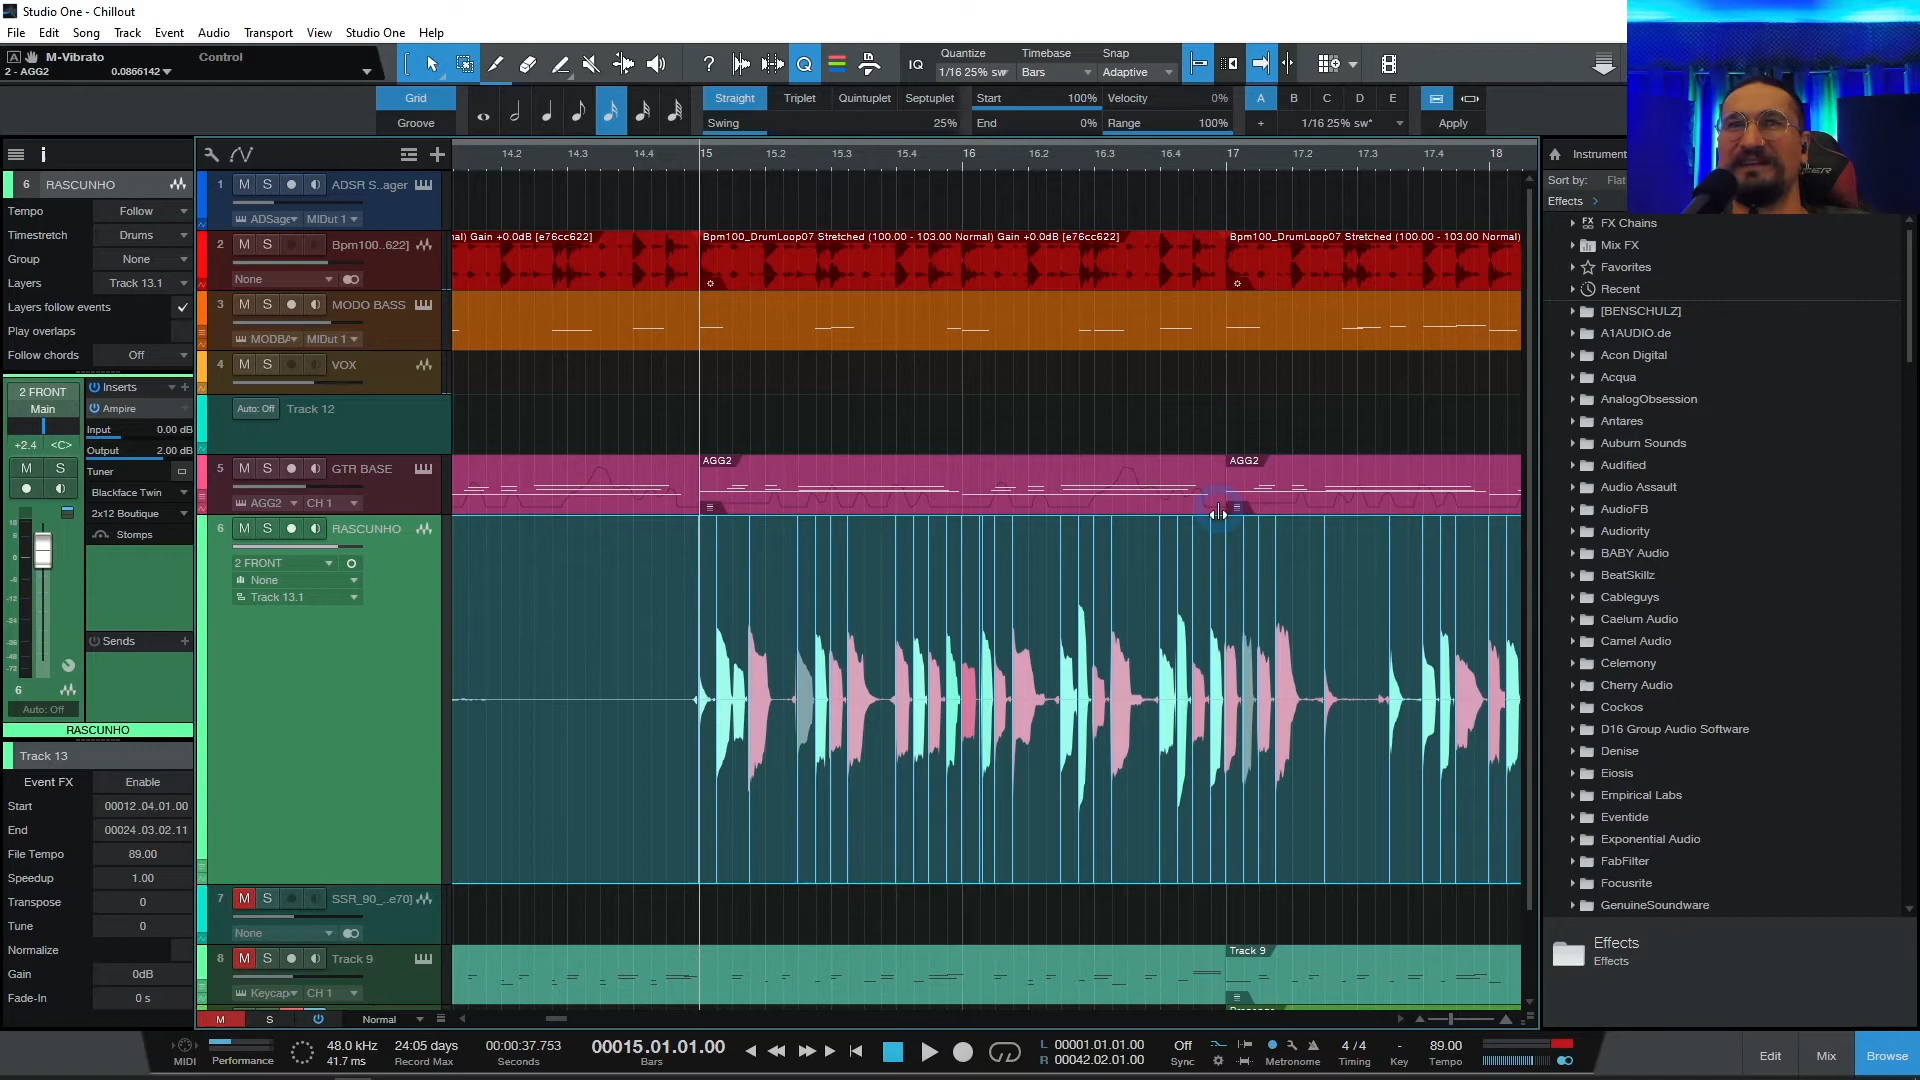 Studio One - Chillout
File Edit Song Track Event Audio Transport View Studio One Help
M-Vibrato Control
2 - AGG2 0.0866142
IQ
Quantize Timebase Snap
1/16 25% sw Bars Adaptive
Grid
Groove
Straight Triplet Quintuplet Septuplet
Swing 25%
Start 100% Velocity 0%
End 0% Range 100%
A B C D E
+ 1/16 25% sw* Apply
6 RASCUNHO
Tempo Follow
Timestretch Drums
Group None
Layers Track 13.1
Layers follow events
Play overlaps
Follow chords Off
2 FRONT
Main
+2.4 <C>
M S
Inserts
Ampire
Input 0.00 dB
Output 2.00 dB
Tuner
Blackface Twin
2x12 Boutique
Stomps
Sends
6
Auto: Off
RASCUNHO
Track 13
Event FX Enable
Start 00012.04.01.00
End 00024.03.02.11
File Tempo 89.00
Speedup 1.00
Transpose 0
Tune 0
Normalize
Gain 0dB
Fade-In 0 s
14.2 14.3 14.4 15 15.2 15.3 15.4 16 16.2 16.3 16.4 17 17.2 17.3 17.4 18
1 M S ADSR S..ager
ADSage MIDut 1
2 M S Bpm100..622]
None
3 M S MODO BASS
MODBA MIDut 1
4 M S VOX
Auto: Off Track 12
5 M S GTR BASE
AGG2 CH 1
6 M S RASCUNHO
2 FRONT
None
Track 13.1
7 M S SSR_90_..e70]
None
8 M S Track 9
Keycap CH 1
M S Normal
al) Gain +0.0dB [e76cc622]
Bpm100_DrumLoop07 Stretched (100.00 - 103.00 Normal) Gain +0.0dB [e76cc622]
Bpm100_DrumLoop07 Stretched (100.00 - 103.00 Normal)
AGG2
AGG2
Track 9
Instrument
Sort by: Flat
Effects
FX Chains
Mix FX
Favorites
Recent
[BENSCHULZ]
A1AUDIO.de
Acon Digital
Acqua
AnalogObsession
Antares
Auburn Sounds
Audified
Audio Assault
AudioFB
Audiority
BABY Audio
BeatSkillz
Cableguys
Caelum Audio
Camel Audio
Celemony
Cherry Audio
Cockos
D16 Group Audio Software
Denise
Eiosis
Empirical Labs
Eventide
Exponential Audio
FabFilter
Focusrite
GenuineSoundware
Effects
Effects
MIDI
Performance
48.0 kHz
41.7 ms
24:05 days
Record Max
00:00:37.753
Seconds
00015.01.01.00
Bars
L 00001.01.01.00
R 00042.02.01.00
Off
Sync
Metronome
4 / 4
Timing
-
Key
89.00
Tempo
Edit Mix Browse